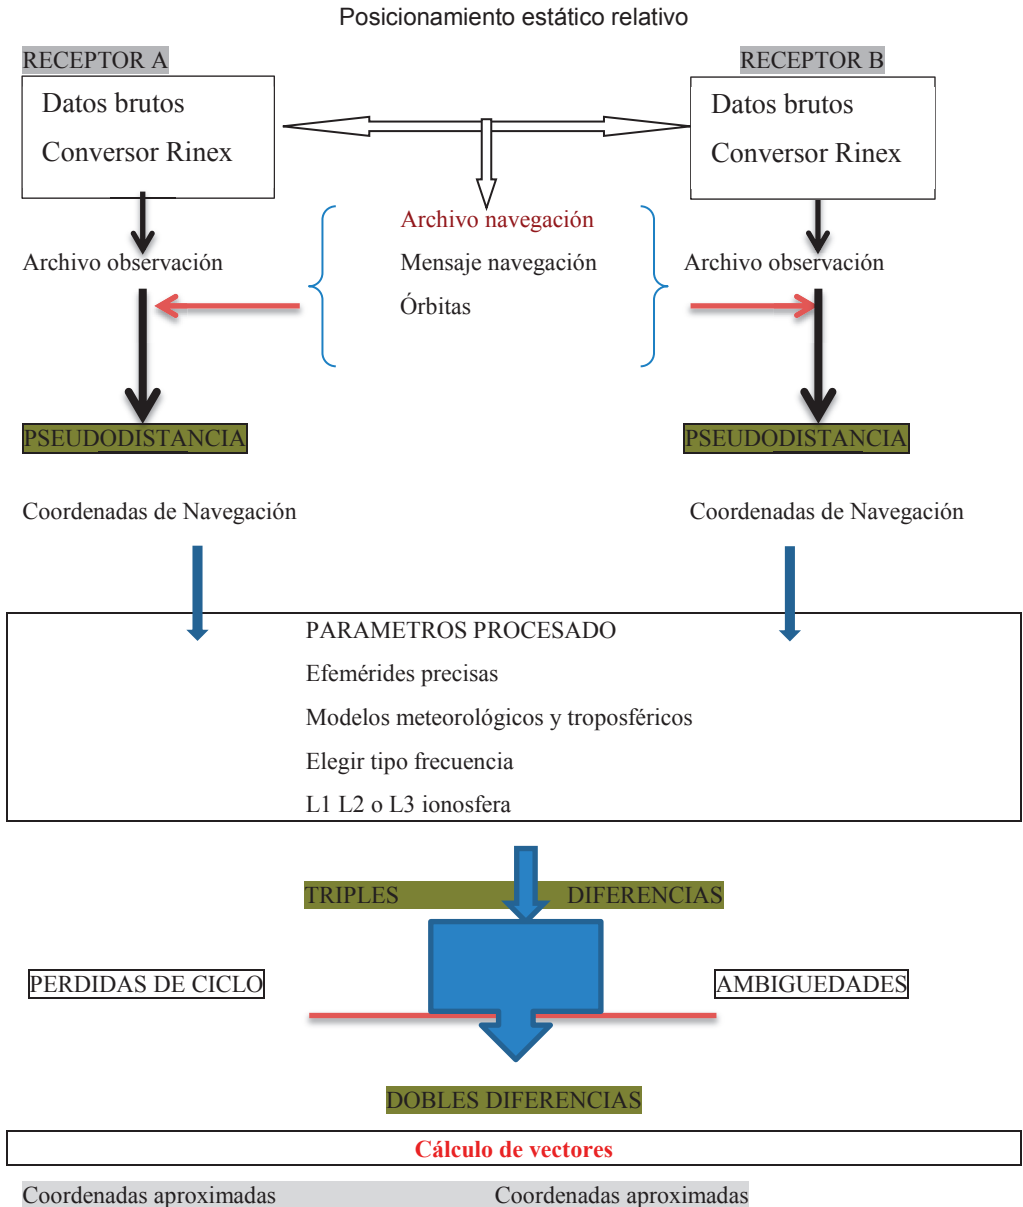 Posicionamiento estático relativo
RECEPTOR A
RECEPTOR B
Datos brutos
Conversor Rinex
Datos brutos
Conversor Rinex
Archivo navegación
Mensaje navegación
Órbitas
Archivo observación
Archivo observación
PSEUDODISTANCIA
PSEUDODISTANCIA
Coordenadas de Navegación
Coordenadas de Navegación
PARAMETROS PROCESADO
Efemérides precisas
Modelos meteorológicos y troposféricos
Elegir tipo frecuencia
L1 L2 o L3 ionosfera
TRIPLES DIFERENCIAS
PERDIDAS DE CICLO
AMBIGUEDADES
DOBLES DIFERENCIAS
Cálculo de vectores
Coordenadas aproximadas Coordenadas aproximadas